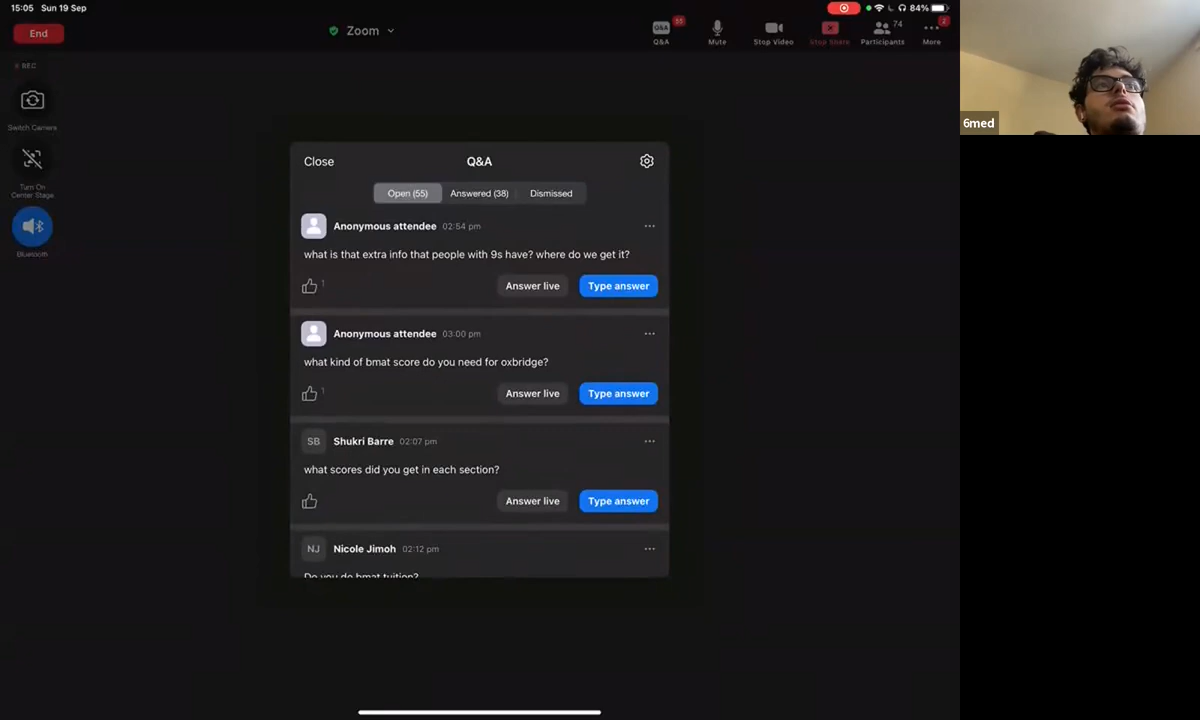 15:05 Sun 19 Sep
84%
End
Zoom
Q&A
55
Q&A
Mute
Stop Video
Stop Share
74
Participants
2
More
REC
Switch Camera
Turn On
Center Stage
Bluetooth
6med
Close
Q&A
Open (55)
Answered (38)
Dismissed
Anonymous attendee 02:54 pm
what is that extra info that people with 9s have? where do we get it?
1
Answer live
Type answer
Anonymous attendee 03:00 pm
what kind of bmat score do you need for oxbridge?
1
Answer live
Type answer
SB
Shukri Barre 02:07 pm
what scores did you get in each section?
Answer live
Type answer
NJ
Nicole Jimoh 02:12 pm
Do you do bmat tuition?